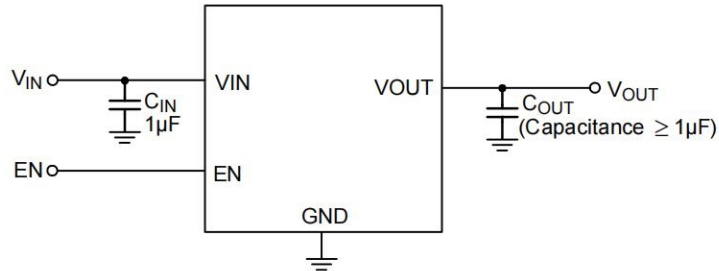 VIN
CIN
1µF
EN
VIN
EN
GND
VOUT
COUT
(Capacitance ≥ 1µF)
VOUT